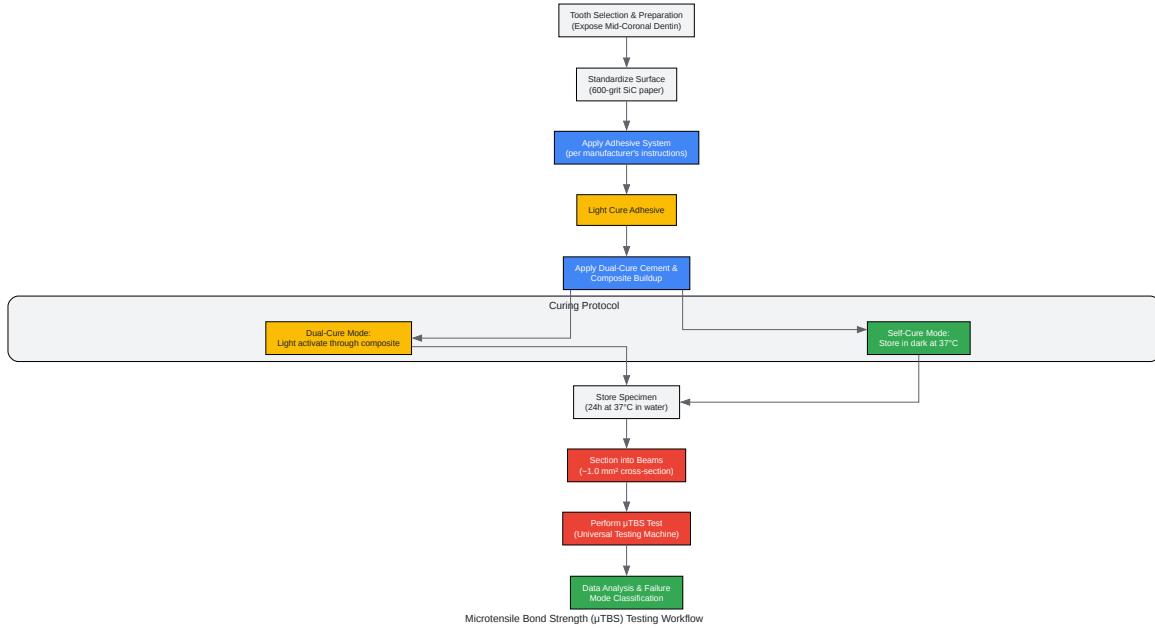 Tooth Selection & Preparation
(Expose Mid-Coronal Dentin)
Standardize Surface
(600-grit SiC paper)
Apply Adhesive System
(per manufacturer's instructions)
Light Cure Adhesive
Apply Dual-Cure Cement &
Composite Buildup
Curing Protocol
Dual-Cure Mode:
Light activate through composite
Self-Cure Mode:
Store in dark at 37°C
Store Specimen
(24h at 37°C in water)
Section into Beams
(~1.0 mm² cross-section)
Perform μTBS Test
(Universal Testing Machine)
Data Analysis & Failure
Mode Classification
Microtensile Bond Strength (μTBS) Testing Workflow